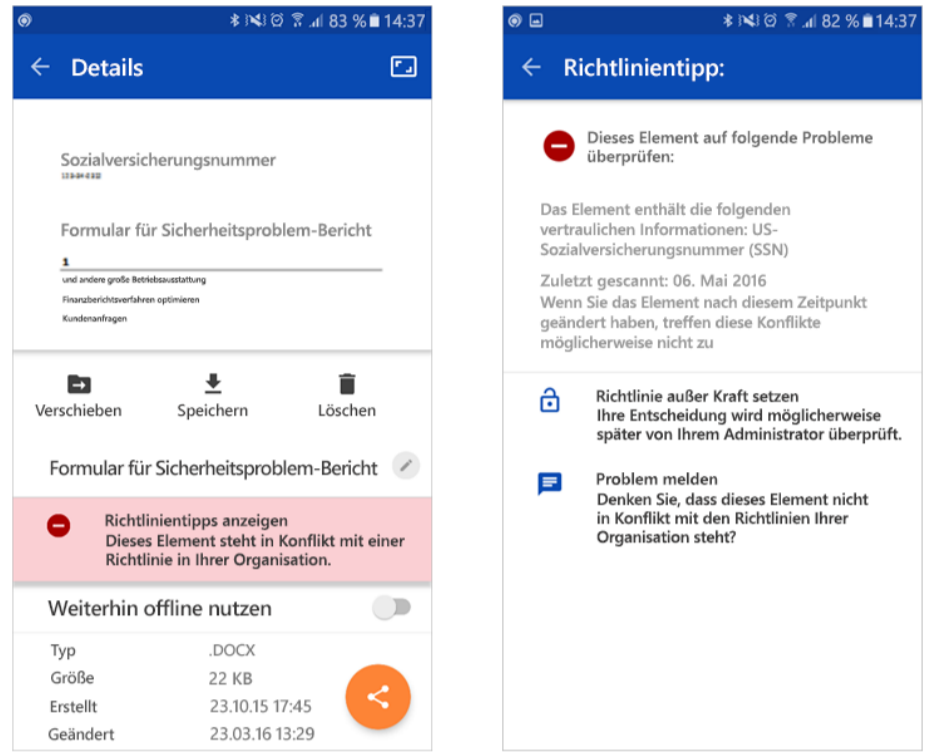 83 % 14:37
Details
Sozialversicherungsnummer
Formular für Sicherheitsproblem-Bericht
1
und andere große Betriebsausstattung
Finanzberichtsverfahren optimieren
Kundenanfragen
Verschieben Speichern Löschen
Formular für Sicherheitsproblem-Bericht
Richtlinientipps anzeigen
Dieses Element steht in Konflikt mit einer
Richtlinie in Ihrer Organisation.
Weiterhin offline nutzen
Typ .DOCX
Größe 22 KB
Erstellt 23.10.15 17:45
Geändert 23.03.16 13:29
82 % 14:37
Richtlinientipp:
Dieses Element auf folgende Probleme
überprüfen:
Das Element enthält die folgenden
vertraulichen Informationen: US-
Sozialversicherungsnummer (SSN)
Zuletzt gescannt: 06. Mai 2016
Wenn Sie das Element nach diesem Zeitpunkt
geändert haben, treffen diese Konflikte
möglicherweise nicht zu
Richtlinie außer Kraft setzen
Ihre Entscheidung wird möglicherweise
später von Ihrem Administrator überprüft.
Problem melden
Denken Sie, dass dieses Element nicht
in Konflikt mit den Richtlinien Ihrer
Organisation steht?